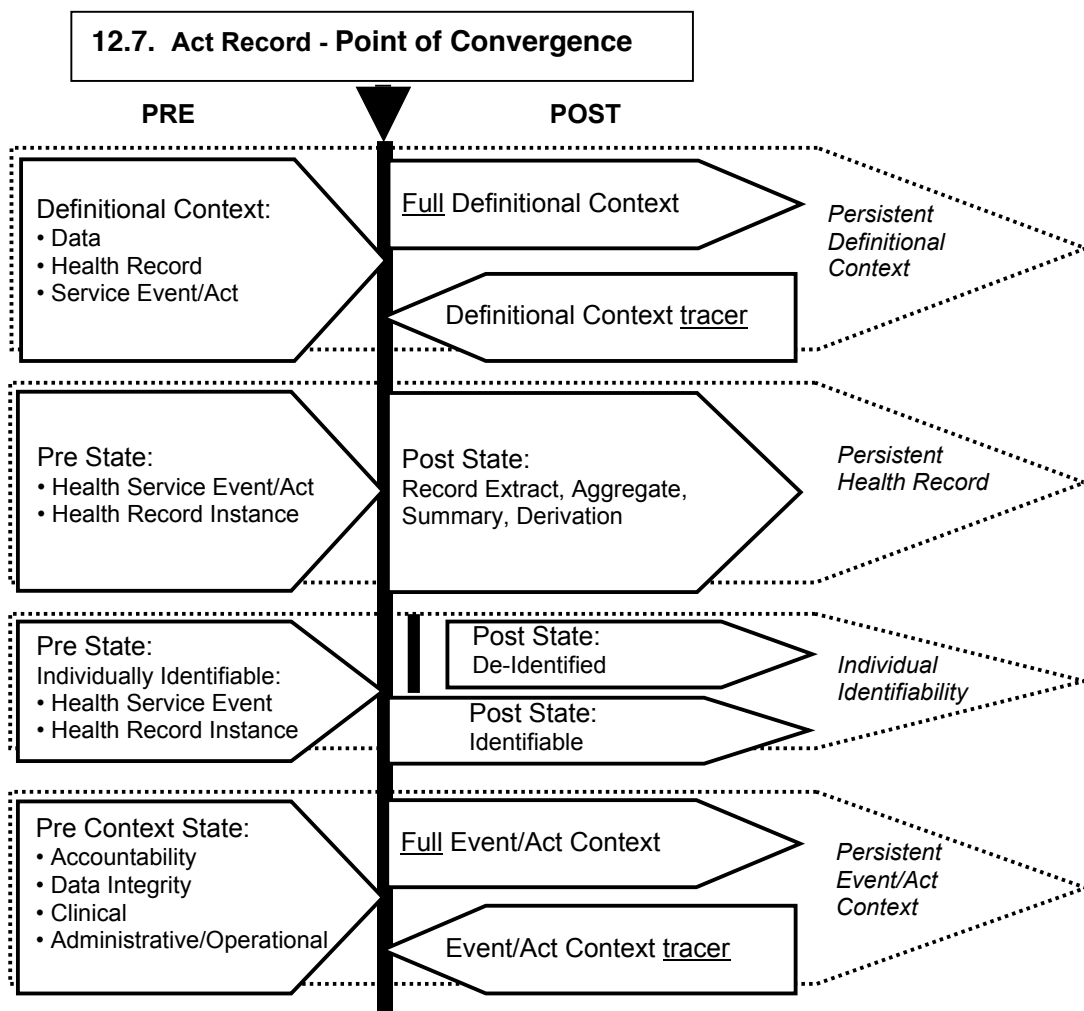 12.7. Act Record - Point of Convergence
PRE
POST
Definitional Context:
• Data
• Health Record
• Service Event/Act
Full Definitional Context
Definitional Context tracer
Persistent
Definitional
Context
Pre State:
• Health Service Event/Act
• Health Record Instance
Post State:
Record Extract, Aggregate,
Summary, Derivation
Persistent
Health Record
Pre State:
Individually Identifiable:
• Health Service Event
• Health Record Instance
Post State:
De-Identified
Post State:
Identifiable
Individual
Identifiability
Pre Context State:
• Accountability
• Data Integrity
• Clinical
• Administrative/Operational
Full Event/Act Context
Event/Act Context tracer
Persistent
Event/Act
Context